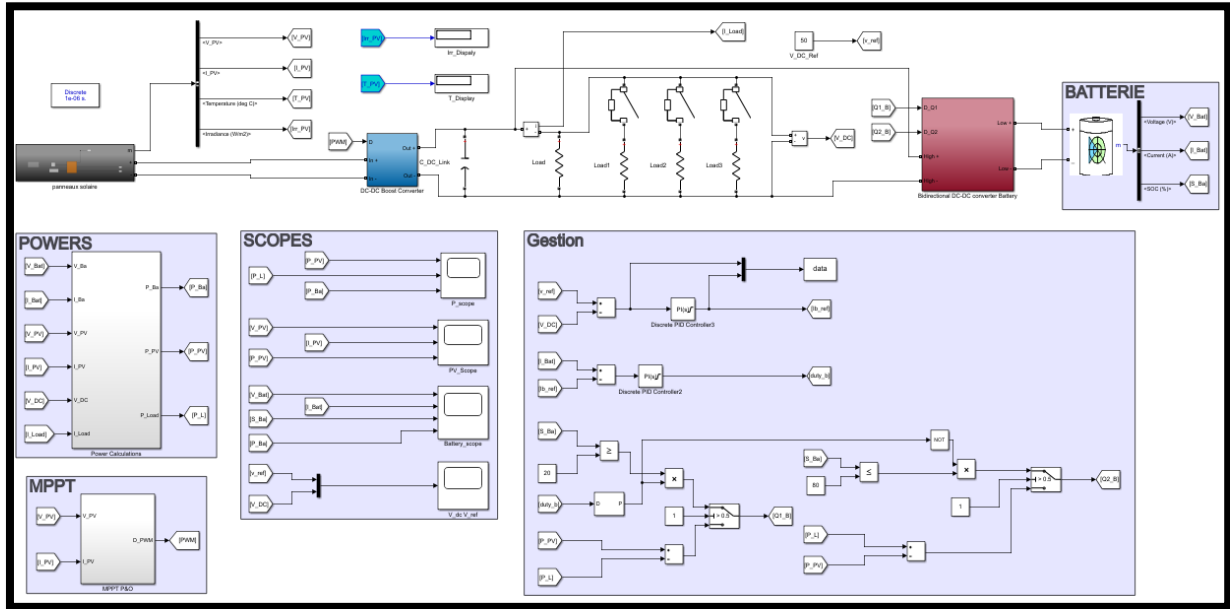 Discrete
1e-06 s.
<V_PV>
<I_PV>
<Temperature (deg C)>
<Irradiance (W/m2)>
[V_PV]
[I_PV]
[T_PV]
[Irr_PV]
[Irr_PV]
Irr_Dispaly
[T_PV]
T_Display
[I_Load]
50
V_DC_Ref
[v_ref]
In
+
panneaux solaire
[PWM]
D
In +
In -
Out +
Out -
DC-DC Boost Converter
C_DC_Link
Load
Load1
Load2
Load3
[V_DC]
[Q1_B]
[Q2_B]
D_Q1
D_Q2
High +
High -
Low +
Low -
Bidirectional DC-DC converter Battery
BATTERIE
m
<Voltage (V)>
<Current (A)>
<SOC (%)>
[V_Bat]
[I_Bat]
[S_Ba]
POWERS
[V_Bat]
[I_Bat]
[V_PV]
[I_PV]
[V_DC]
[I_Load]
V_Ba
I_Ba
V_PV
I_PV
V_DC
I_Load
P_Ba
P_PV
P_Load
[P_Ba]
[P_PV]
[P_L]
Power Calculations
MPPT
[V_PV]
[I_PV]
V_PV
I_PV
D_PWM
[PWM]
MPPT P&O
SCOPES
[P_PV]
[P_L]
[P_Ba]
P_scope
[V_PV]
[I_PV]
[P_PV]
PV_Scope
[V_Bat]
[I_Bat]
[S_Ba]
[P_Ba]
Battery_scope
[v_ref]
[V_DC]
V_dc V_ref
Gestion
[v_ref]
[V_DC]
PI(z)
Discrete PID Controller3
data
[Ib_ref]
[I_Bat]
[Ib_ref]
PI(z)
Discrete PID Controller2
[duty_b]
[S_Ba]
20
≥
[duty_b]
D
P
×
1
> 0.5
[Q1_B]
[P_PV]
[P_L]
NOT
[S_Ba]
80
≤
×
1
> 0.5
[Q2_B]
[P_L]
[P_PV]